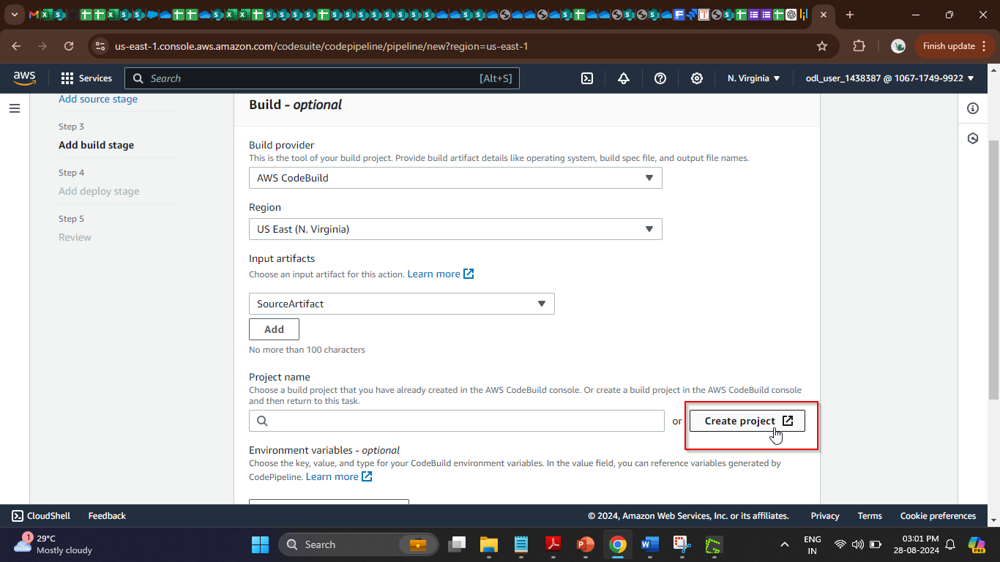 us-east-1.console.aws.amazon.com/codesuite/codepipeline/pipeline/new?region=us-east-1
Finish update
aws
Services
Search
[Alt+S]
N. Virginia
odl_user_1438387 @ 1067-1749-9922
Add source stage
Step 3
Add build stage
Step 4
Add deploy stage
Step 5
Review
Build - optional
Build provider
This is the tool of your build project. Provide build artifact details like operating system, build spec file, and output file names.
AWS CodeBuild
Region
US East (N. Virginia)
Input artifacts
Choose an input artifact for this action. Learn more
SourceArtifact
Add
No more than 100 characters
Project name
Choose a build project that you have already created in the AWS CodeBuild console. Or create a build project in the AWS CodeBuild console
and then return to this task.
or
Create project
Environment variables - optional
Choose the key, value, and type for your CodeBuild environment variables. In the value field, you can reference variables generated by
CodePipeline. Learn more
CloudShell
Feedback
© 2024, Amazon Web Services, Inc. or its affiliates.
Privacy
Terms
Cookie preferences
1
29°C
Mostly cloudy
Search
ENG
IN
03:01 PM
28-08-2024
PRE